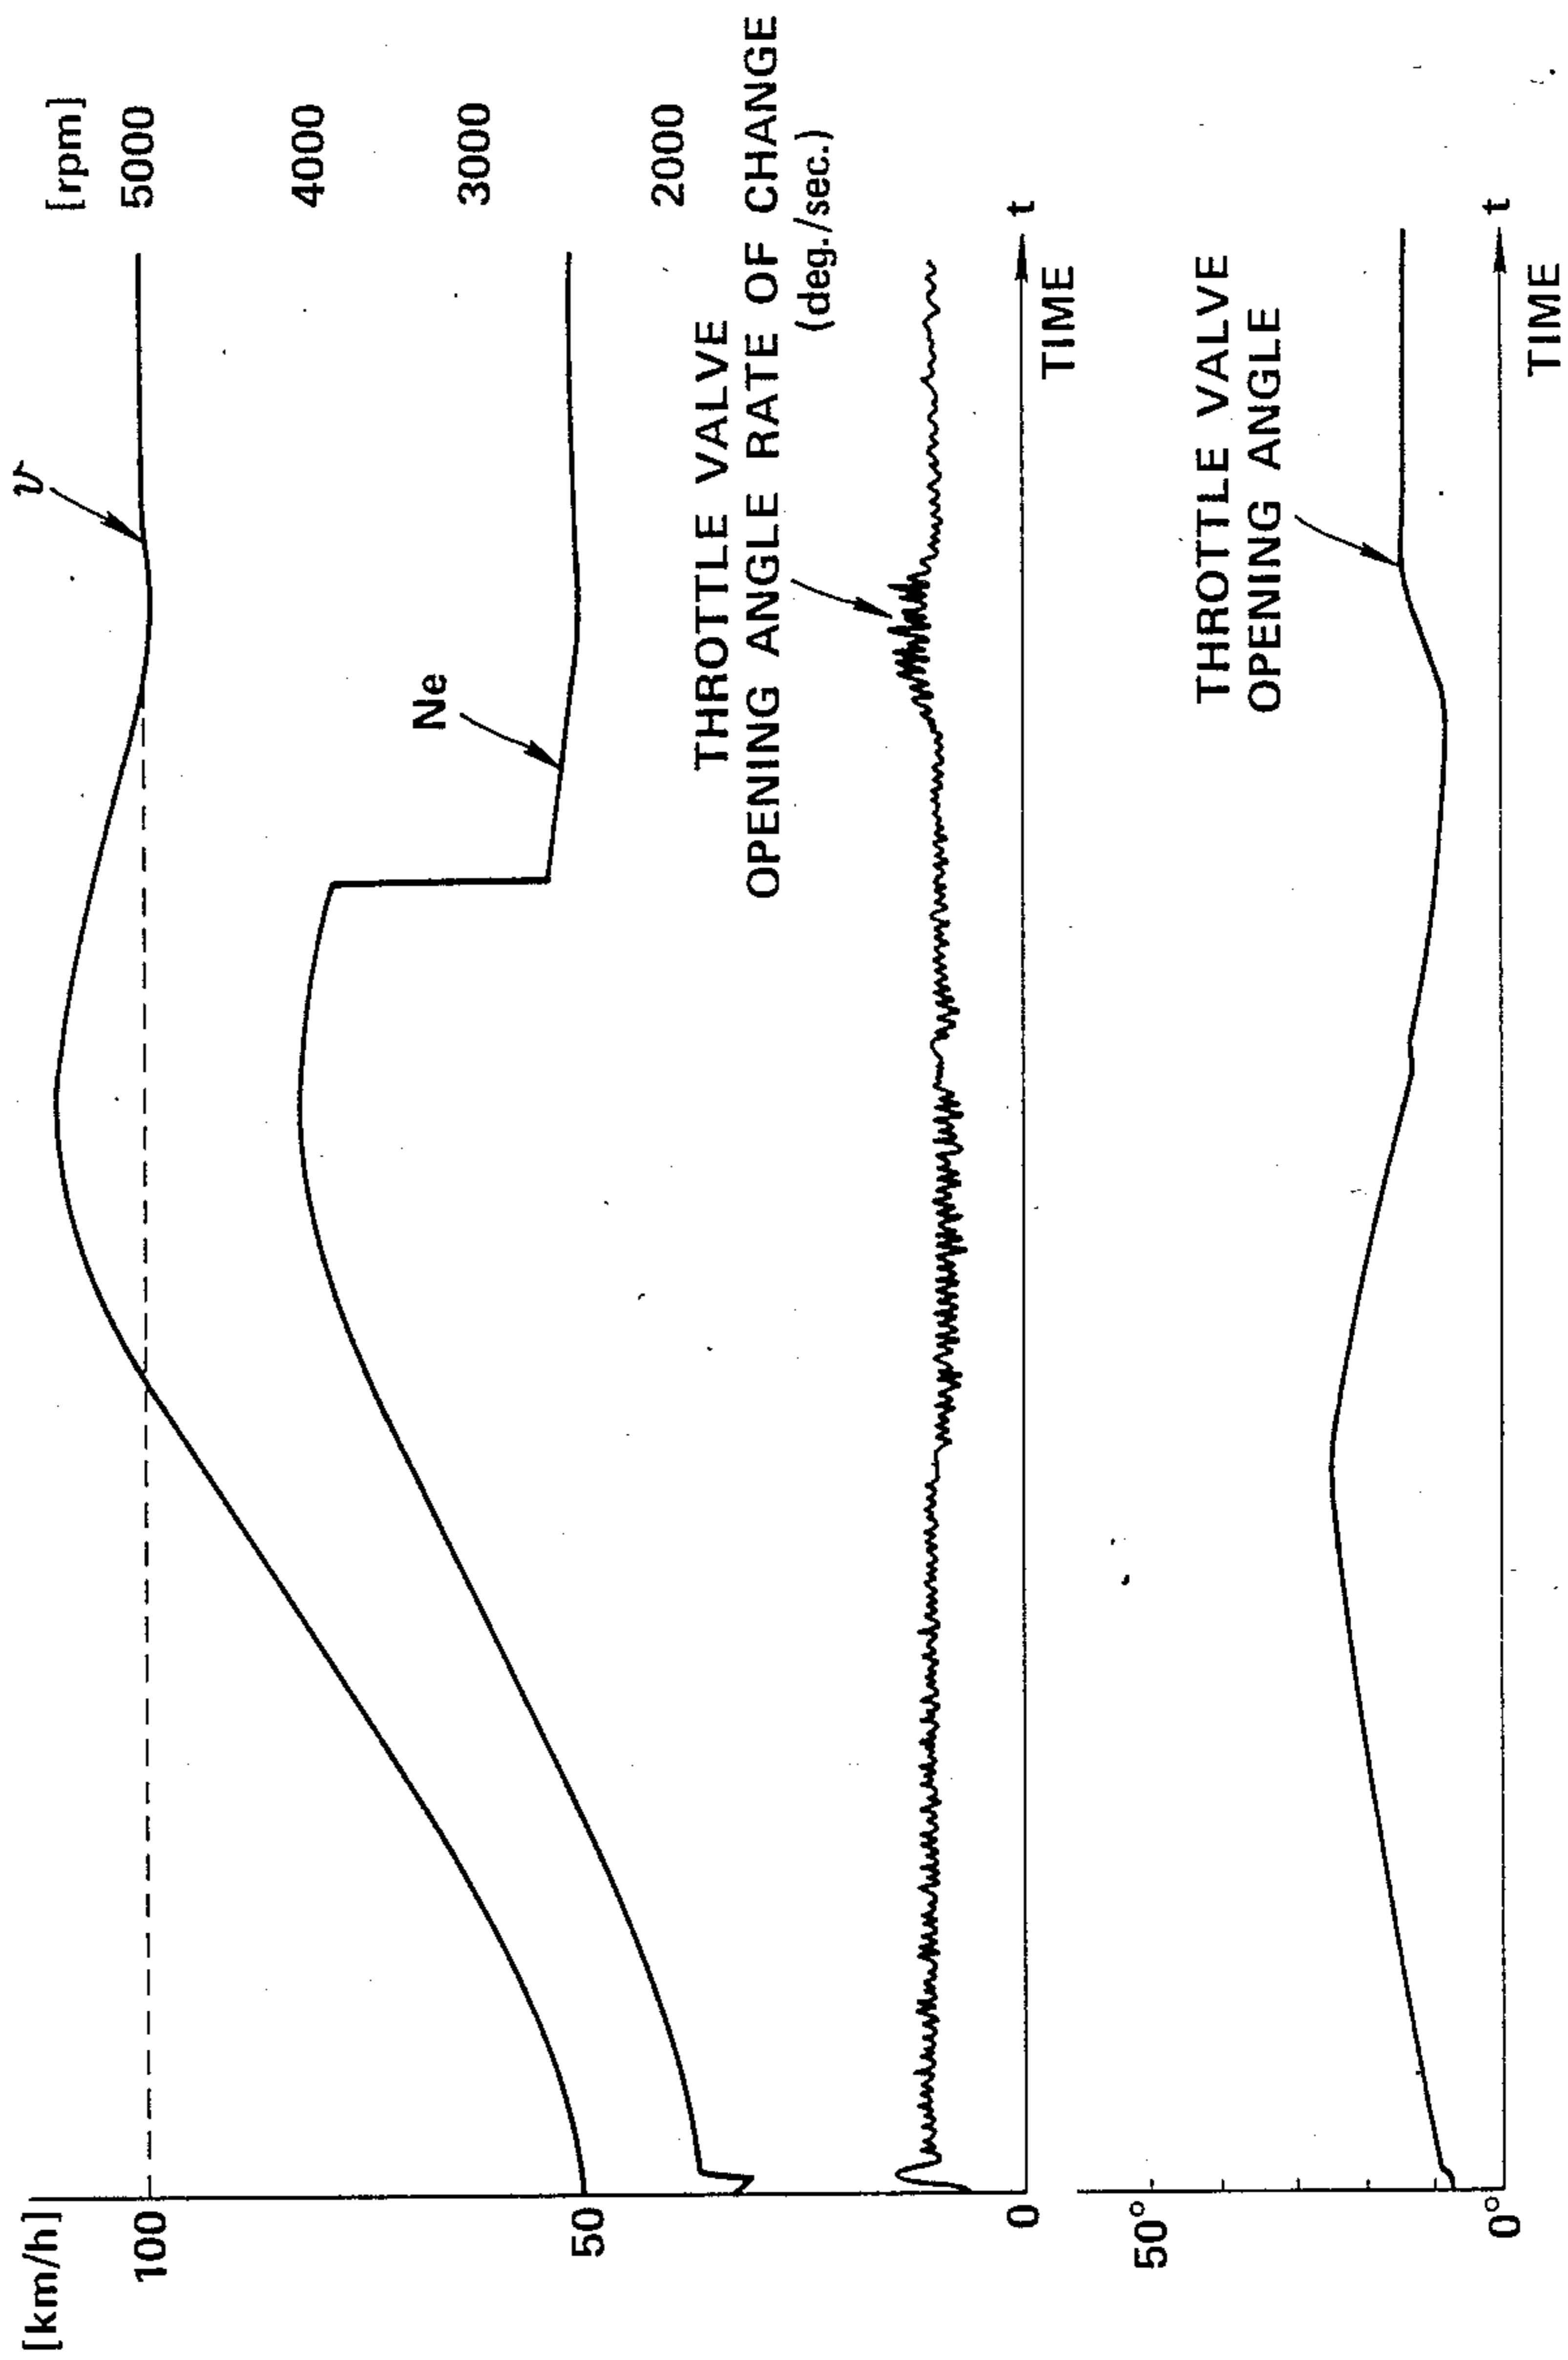 [km/h]
100
50
0
v
Ne
[rpm]
5000
4000
3000
2000
THROTTLE VALVE
OPENING ANGLE RATE OF CHANGE
(deg./sec.)
t
TIME
50°
0°
THROTTLE VALVE
OPENING ANGLE
t
TIME